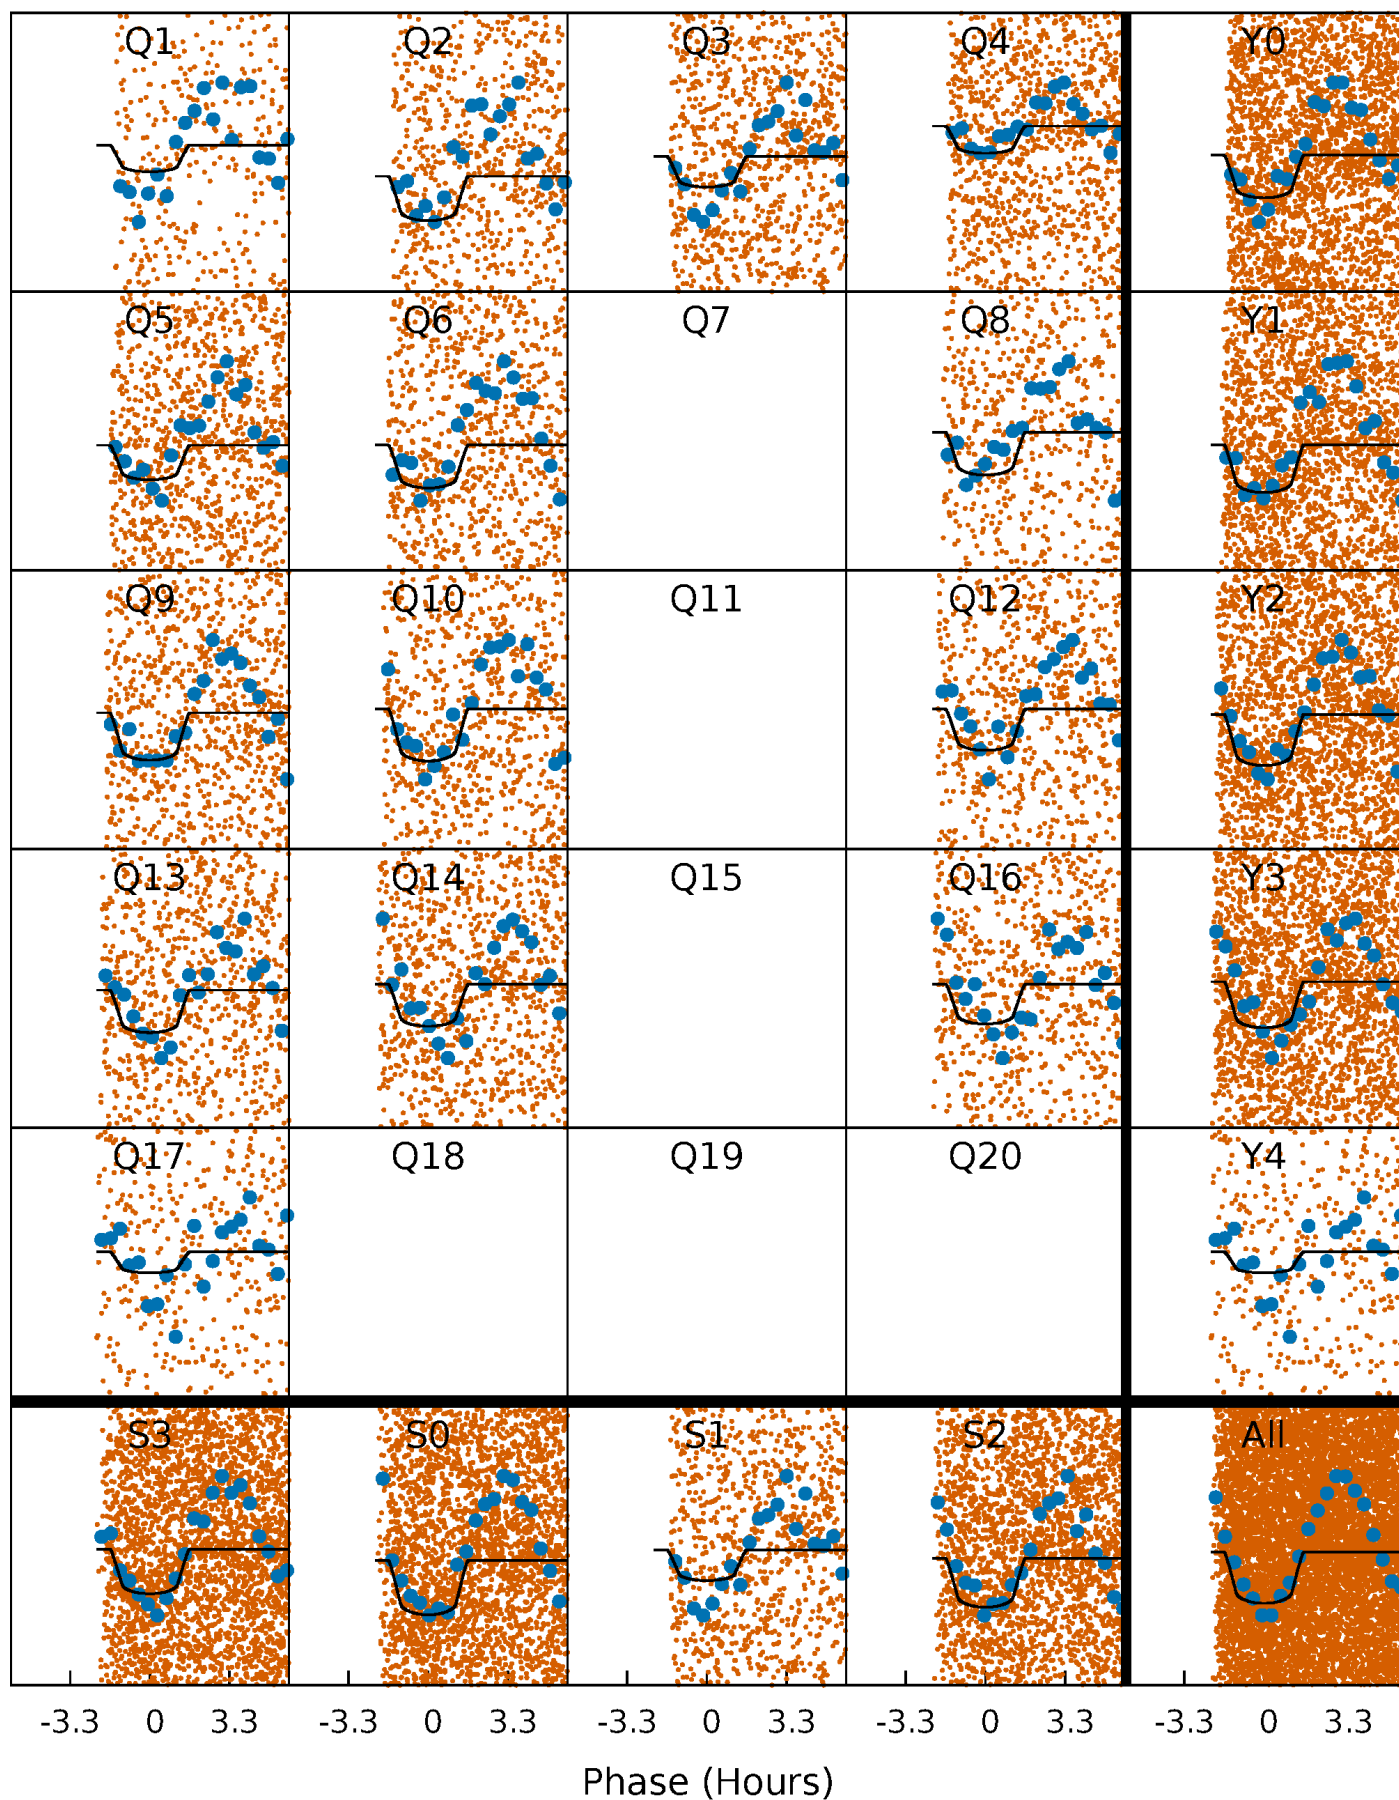 Q1 Q2 Q3 Q4 Y0
Q5 Q6 Q7 Q8 Y1
Q9 Q10 Q11 Q12 Y2
Q13 Q14 Q15 Q16 Y3
Q17 Q18 Q19 Q20 Y4
S3 S0 S1 S2 All
-3.3 0 3.3 -3.3 0 3.3 -3.3 0 3.3 -3.3 0 3.3 -3.3 0 3.3
Phase (Hours)